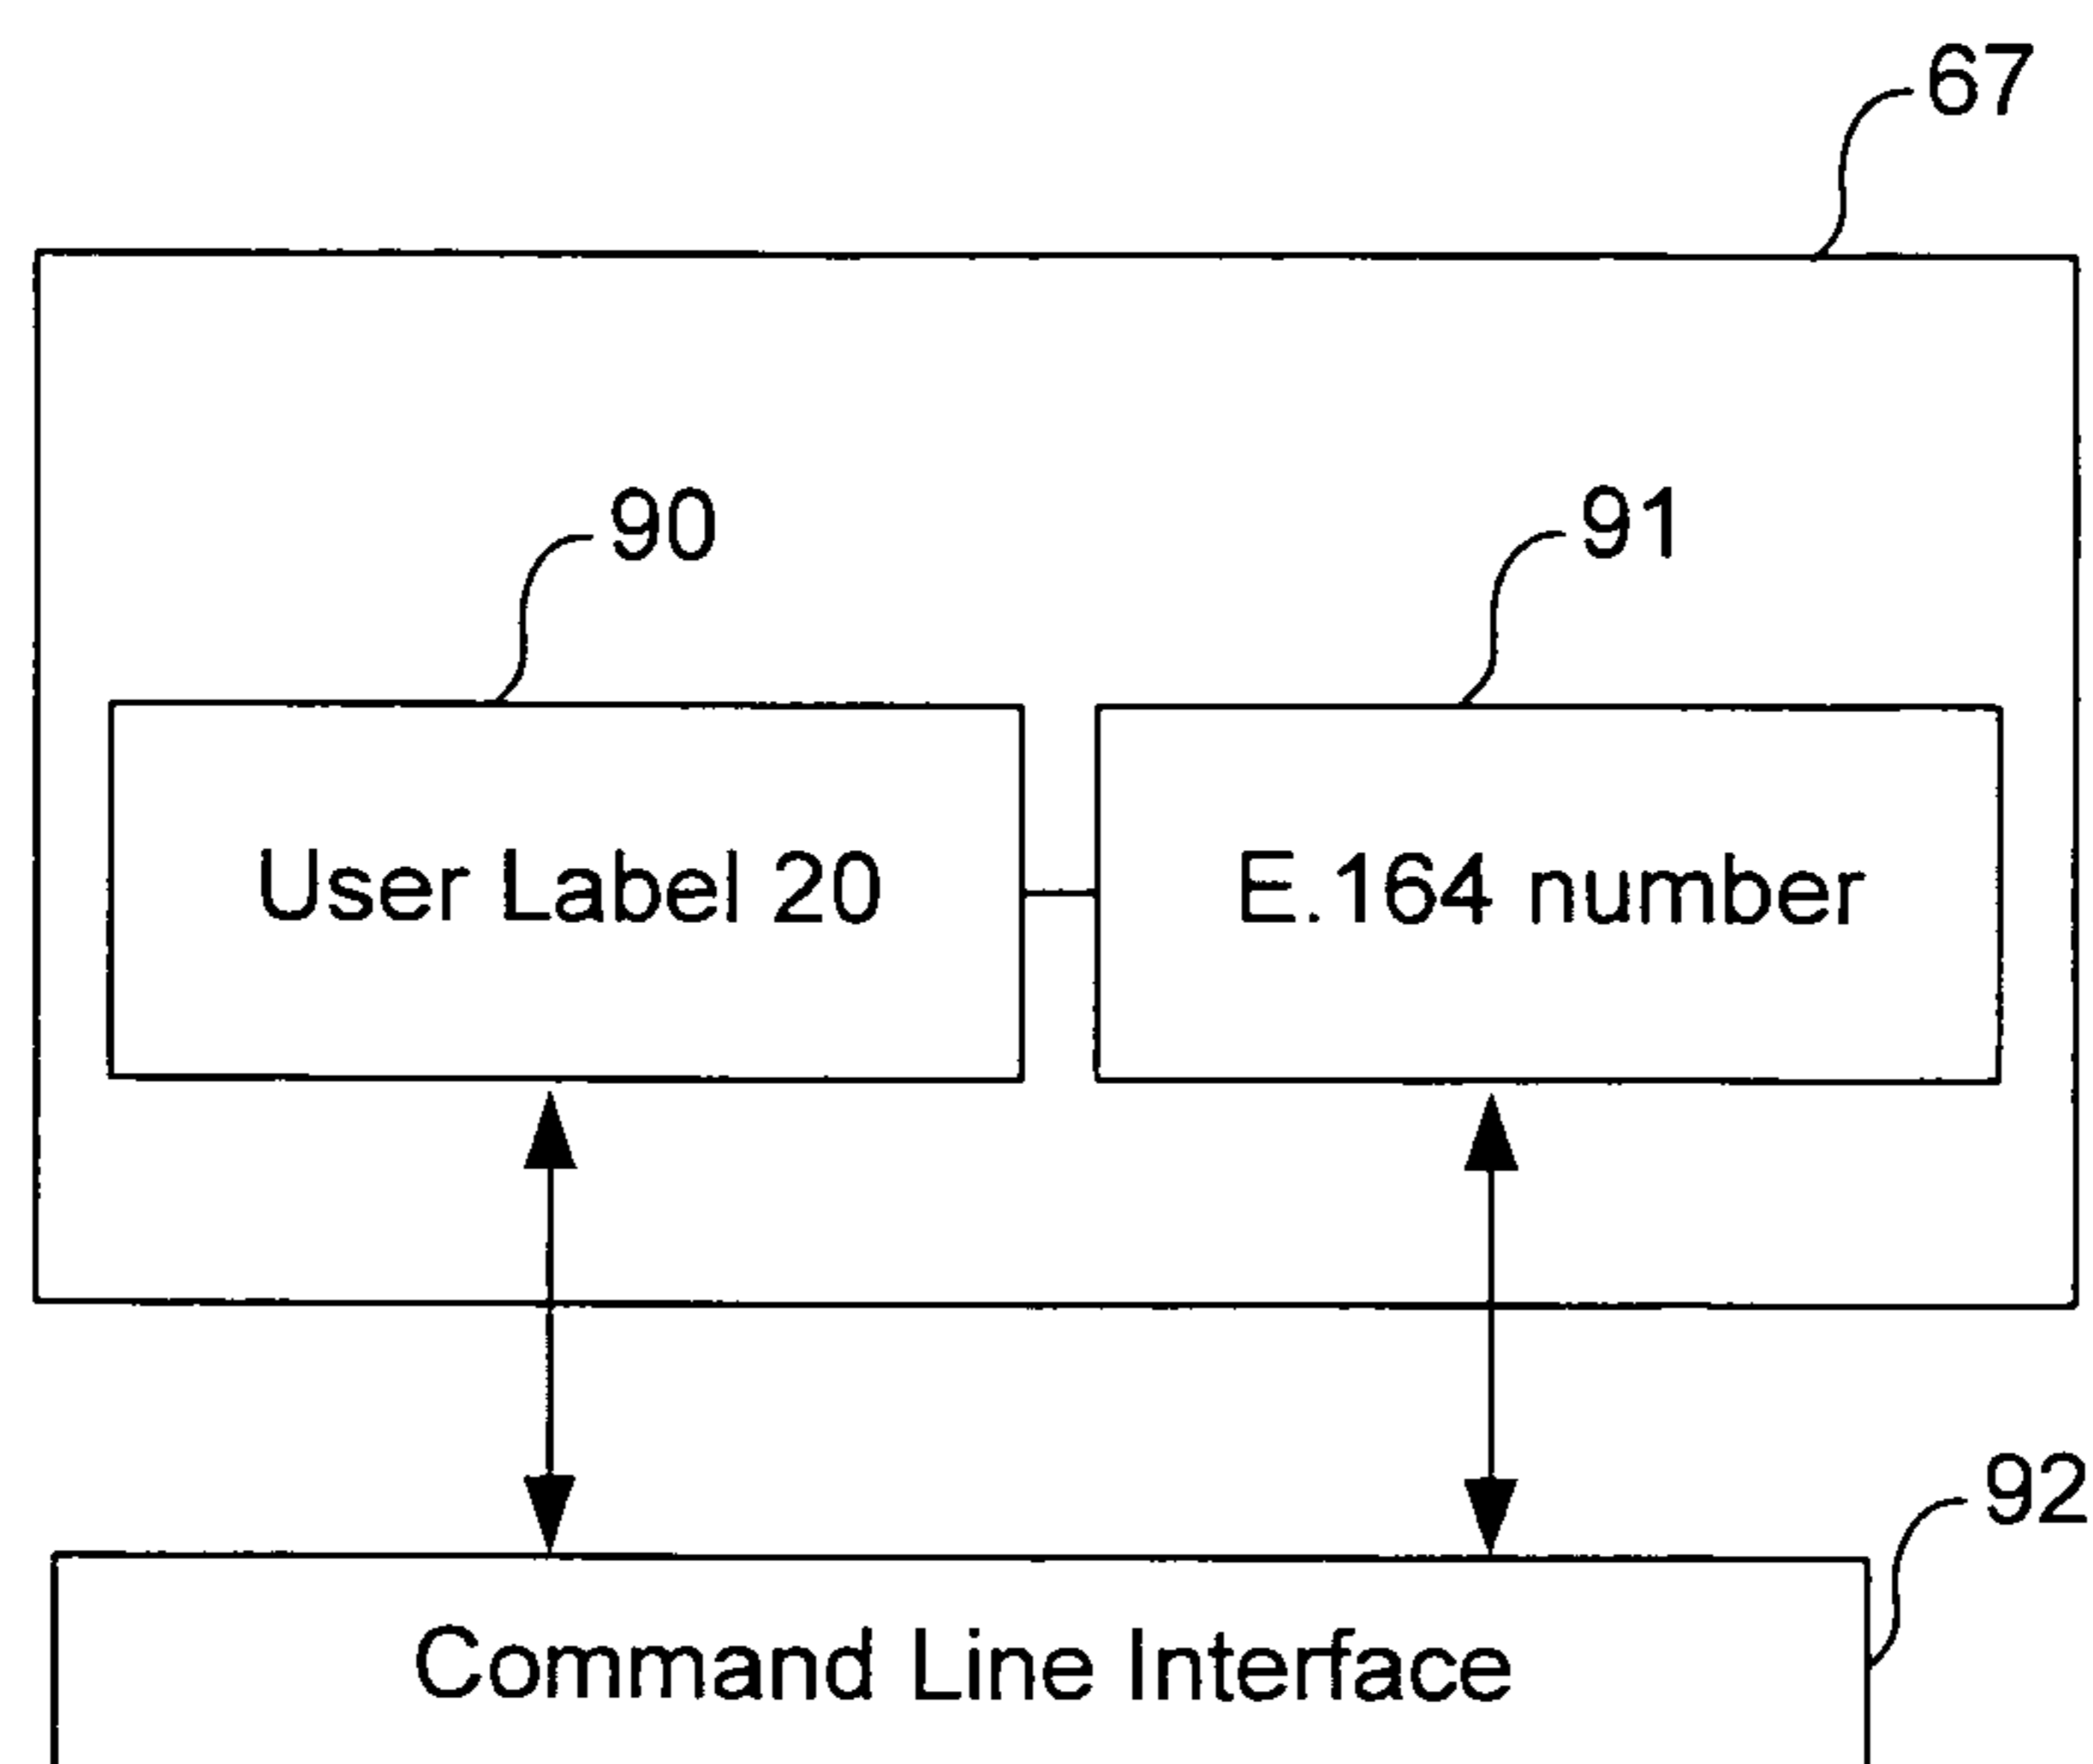 67
90
91
User Label 20
E.164 number
92
Command Line Interface